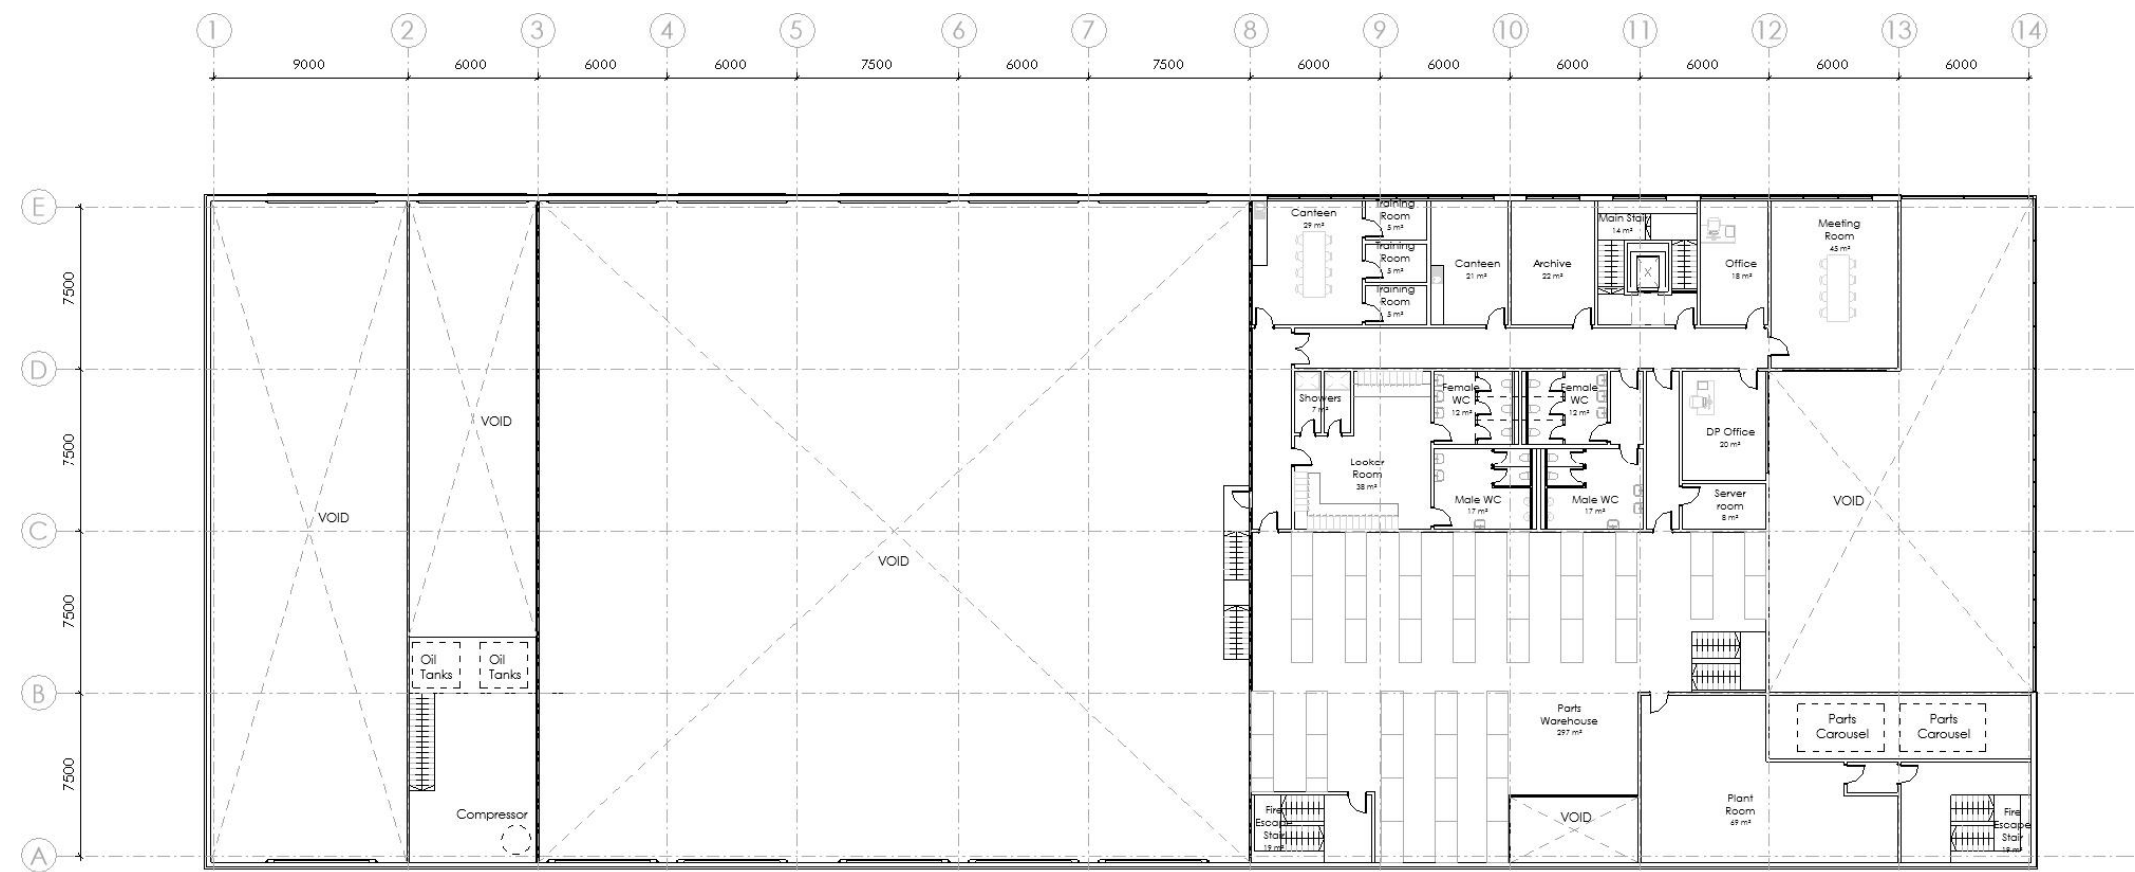 1 2 3 4 5 6 7 8 9 10 11 12 13 14
9000 6000 6000 6000 7500 6000 7500 6000 6000 6000 6000 6000 6000
E
D
C
B
A
7500
7500
7500
7500
VOID
VOID
VOID
Oil
Tanks
Oil
Tanks
Compressor
Canteen
29 m²
Training
Room
5 m²
Training
Room
5 m²
Training
Room
5 m²
Canteen
21 m²
Archive
22 m²
Main Stair
14 m²
Office
18 m²
Meeting
Room
45 m²
Showers
7 m²
Female
WC
12 m²
Female
WC
12 m²
Locker
Room
38 m²
Male WC
17 m²
Male WC
17 m²
DP Office
20 m²
Server
room
8 m²
VOID
Parts
Warehouse
297 m²
VOID
Parts
Carousel
Parts
Carousel
Plant
Room
69 m²
Fire
Escape
Stair
19 m²
Fire
Escape
Stair
19 m²